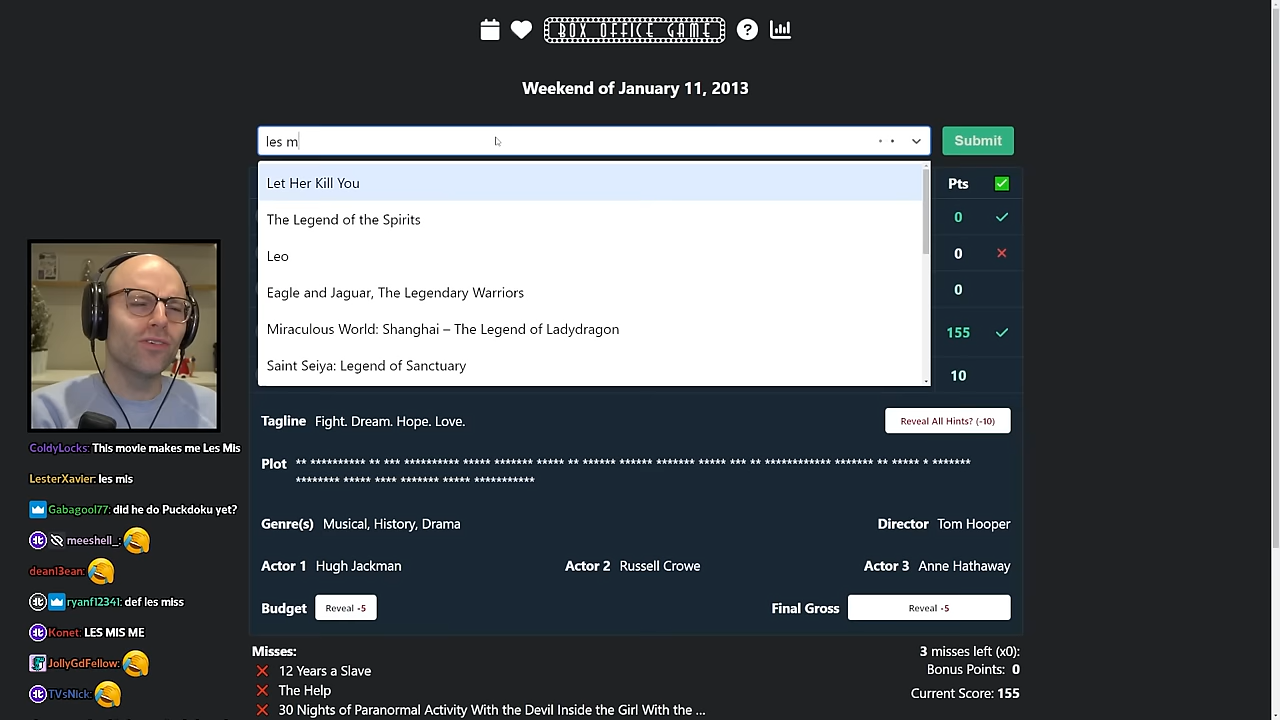 BOX OFFICE GAME
Weekend of January 11, 2013
les m
Submit
Let Her Kill You
The Legend of the Spirits
Leo
Eagle and Jaguar, The Legendary Warriors
Miraculous World: Shanghai – The Legend of Ladydragon
Saint Seiya: Legend of Sanctuary
Pts
0
0
0
155
10
Tagline Fight. Dream. Hope. Love.
Reveal All Hints? (-10)
Plot ** ********** ** *** ********** ***** ******* ***** ** ****** ****** ******* ***** *** ** ************ ******* ** ***** * *******
******** ***** **** ******* ***** ***********
Genre(s) Musical, History, Drama
Director Tom Hooper
Actor 1 Hugh Jackman
Actor 2 Russell Crowe
Actor 3 Anne Hathaway
Budget Reveal -5
Final Gross Reveal -5
Misses:
12 Years a Slave
The Help
30 Nights of Paranormal Activity With the Devil Inside the Girl With the ...
3 misses left (x0):
Bonus Points: 0
Current Score: 155
ColdyLocks: This movie makes me Les Mis
LesterXavier: les mis
Gabagool77: did he do Puckdoku yet?
meeshell_:
dean13ean:
ryanf12341: def les miss
Konet: LES MIS ME
JollyGdFellow:
TVsNIck: